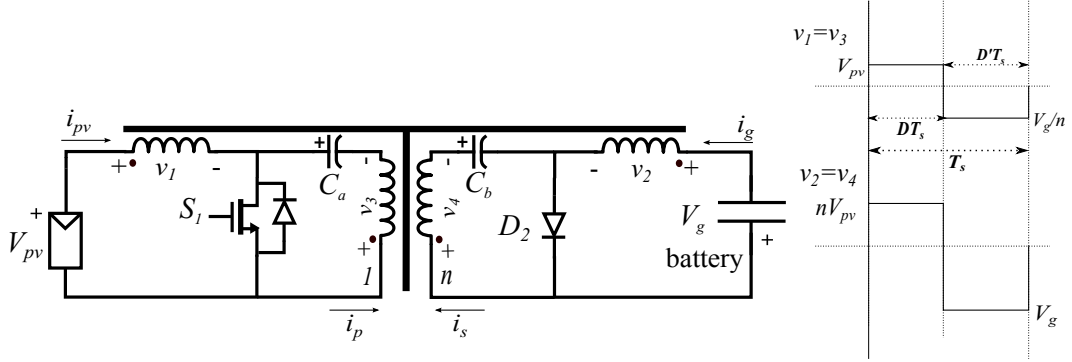 i_pv
+
v_1
-
+
C_a
-
v_3
+
1
i_p
S_1
+
V_pv
-
+
C_b
v_4
+
n
i_s
D_2
-
v_2
+
i_g
V_g
+
battery
v_1=v_3
V_pv
D'T_s
V_g/n
DT_s
T_s
v_2=v_4
nV_pv
V_g